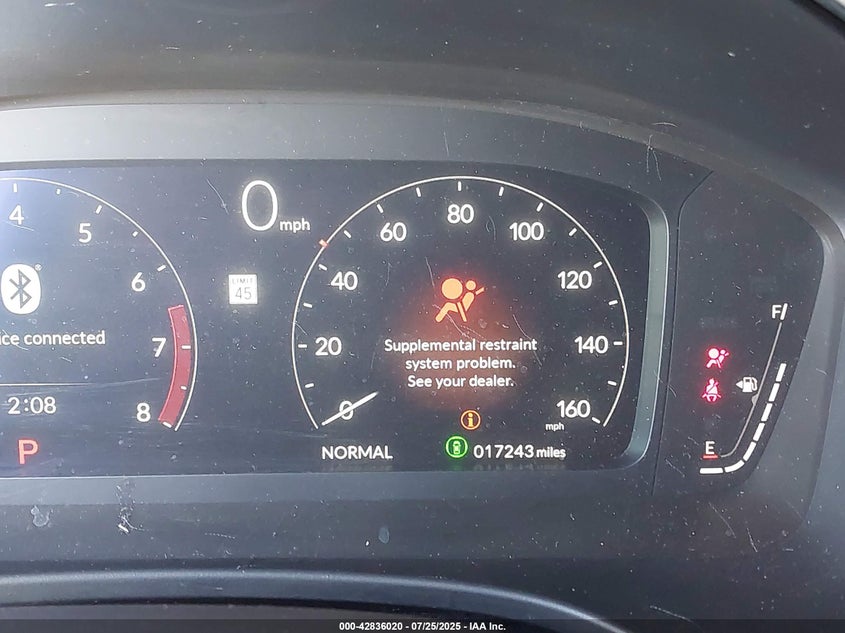 4
5
6
7
8
ice connected
2:08
P
0 mph
LIMIT
45
0
20
40
60
80
100
120
140
160
mph
Supplemental restraint
system problem.
See your dealer.
NORMAL
017243 miles
F
E
000-42836020 - 07/25/2025 - IAA Inc.